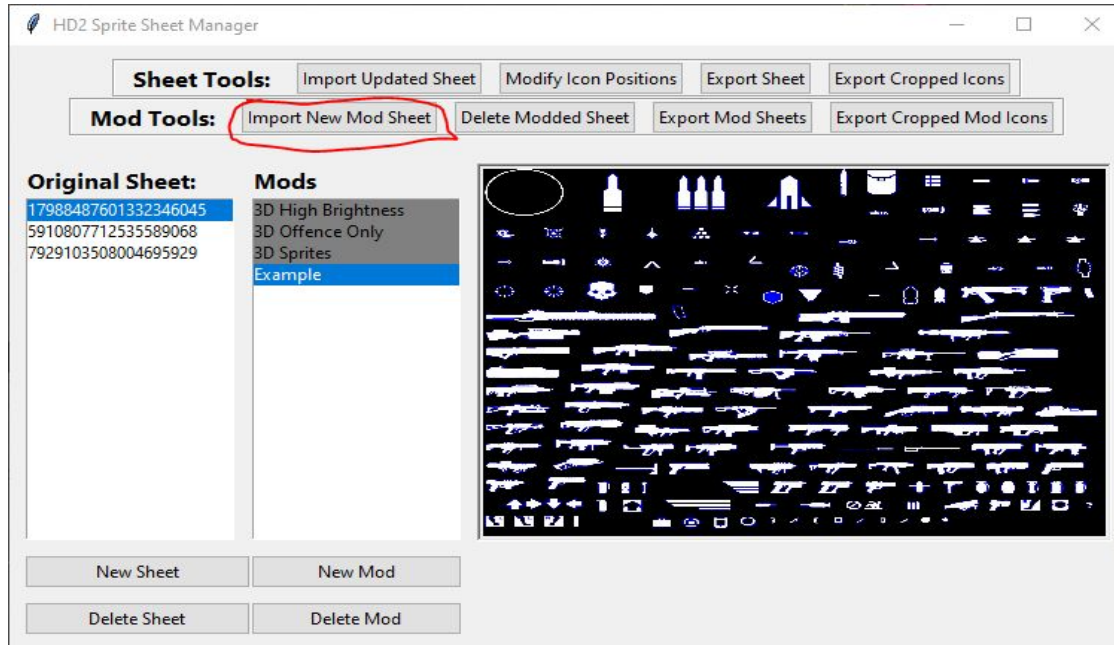 HD2 Sprite Sheet Manager
Sheet Tools: Import Updated Sheet Modify Icon Positions Export Sheet Export Cropped Icons
Mod Tools: Import New Mod Sheet Delete Modded Sheet Export Mod Sheets Export Cropped Mod Icons
Original Sheet:
17988487601332346045
5910807712535589068
7929103508004695929
Mods
3D High Brightness
3D Offence Only
3D Sprites
Example
New Sheet New Mod
Delete Sheet Delete Mod